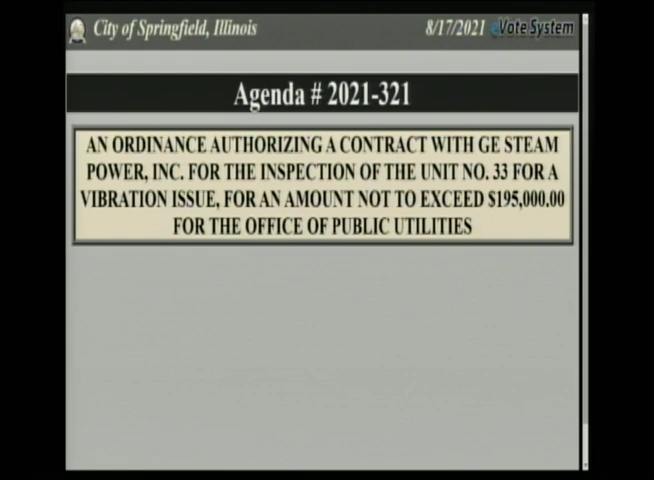 City of Springfield, Illinois 8/17/2021 eVote System
Agenda # 2021-321
AN ORDINANCE AUTHORIZING A CONTRACT WITH GE STEAM
POWER, INC. FOR THE INSPECTION OF THE UNIT NO. 33 FOR A
VIBRATION ISSUE, FOR AN AMOUNT NOT TO EXCEED $195,000.00
FOR THE OFFICE OF PUBLIC UTILITIES